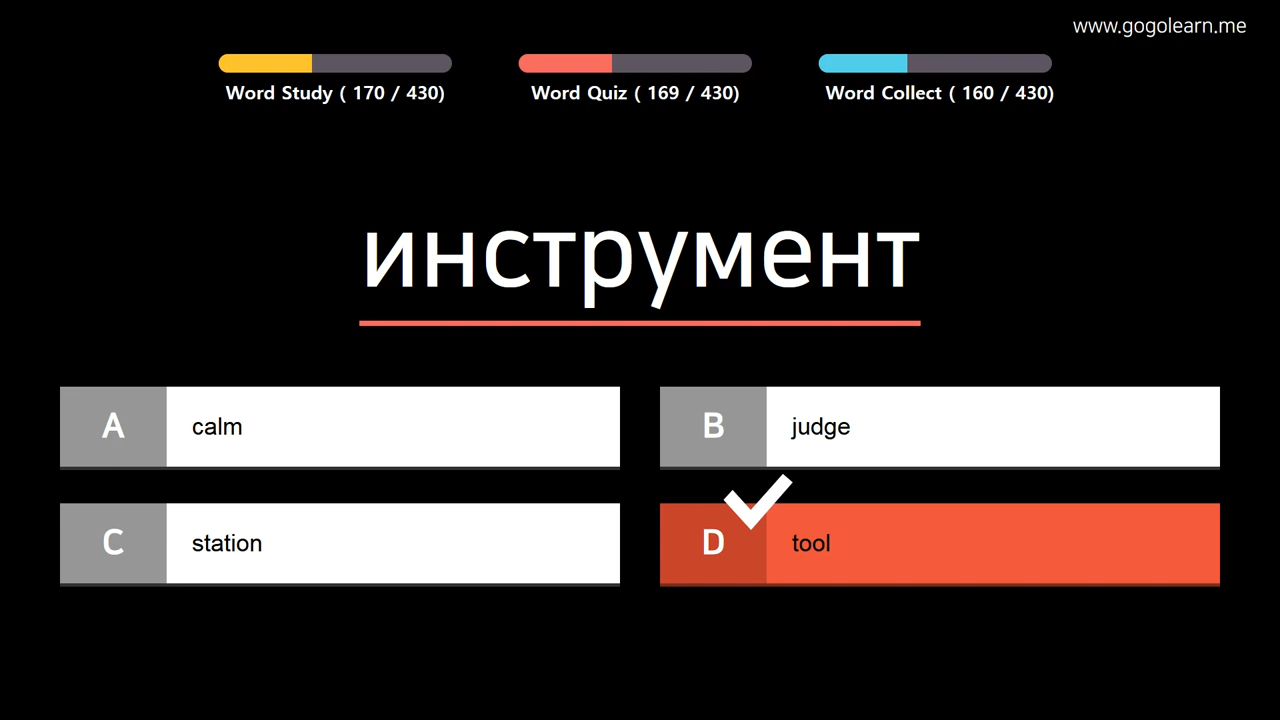 www.gogolearn.me
Word Study ( 170 / 430)
Word Quiz ( 169 / 430)
Word Collect ( 160 / 430)
инструмент
A calm
B judge
C station
D tool